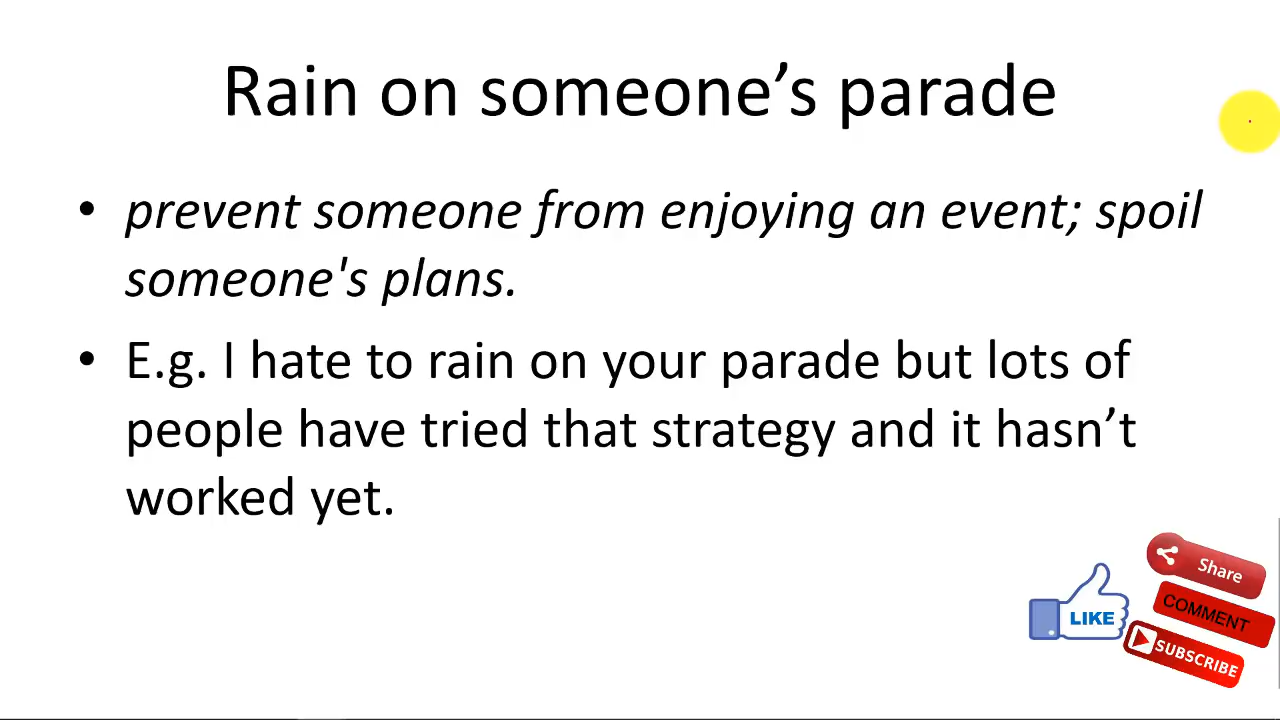 Rain on someone’s parade
• prevent someone from enjoying an event; spoil
someone's plans.
• E.g. I hate to rain on your parade but lots of
people have tried that strategy and it hasn’t
worked yet.
Share
LIKE
COMMENT
SUBSCRIBE